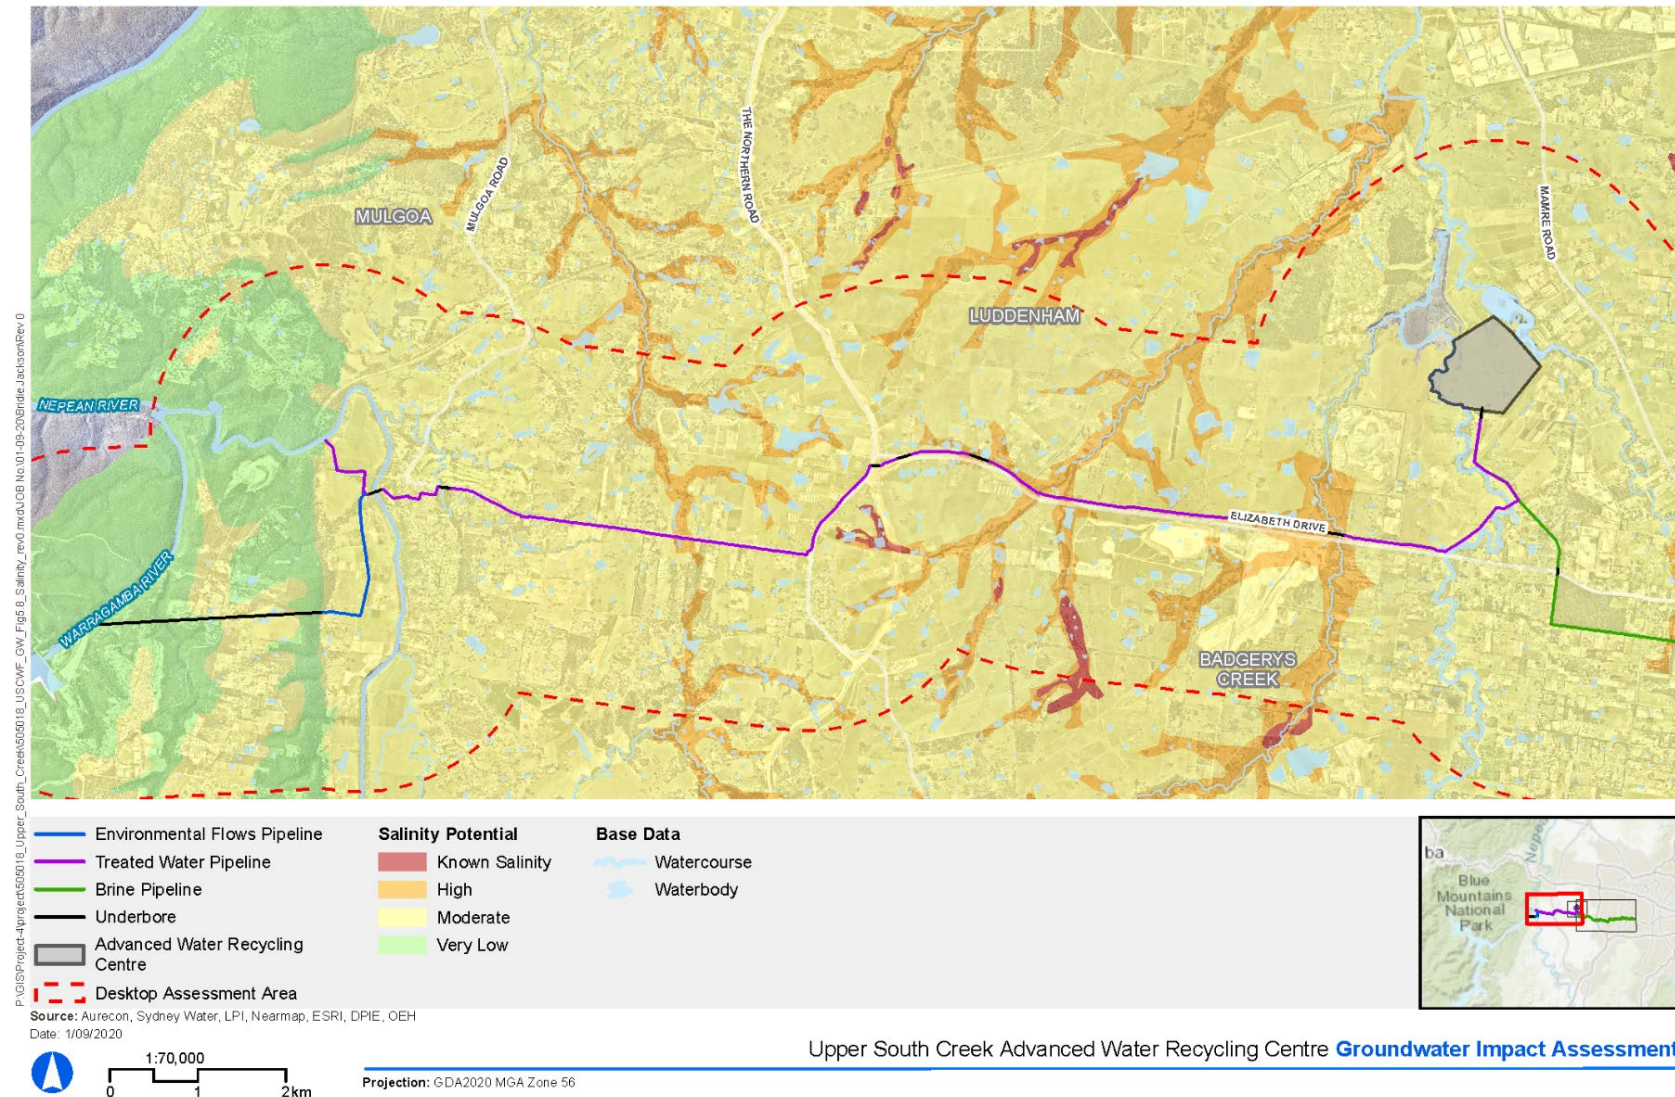 MULGOA
MULGOA ROAD
THE NORTHERN ROAD
LUDDENHAM
MAMRE ROAD
NEPEAN RIVER
WARRAGAMBA RIVER
ELIZABETH DRIVE
BADGERYS
CREEK
Environmental Flows Pipeline
Treated Water Pipeline
Brine Pipeline
Underbore
Advanced Water Recycling
Centre
Desktop Assessment Area
Salinity Potential
Known Salinity
High
Moderate
Very Low
Base Data
Watercourse
Waterbody
ba
Blue
Mountains
National
Park
Source: Aurecon, Sydney Water, LPI, Nearmap, ESRI, DPIE, OEH
Date: 1/09/2020
1:70,000
0 1 2km
Projection: GDA2020 MGA Zone 56
Upper South Creek Advanced Water Recycling Centre Groundwater Impact Assessment